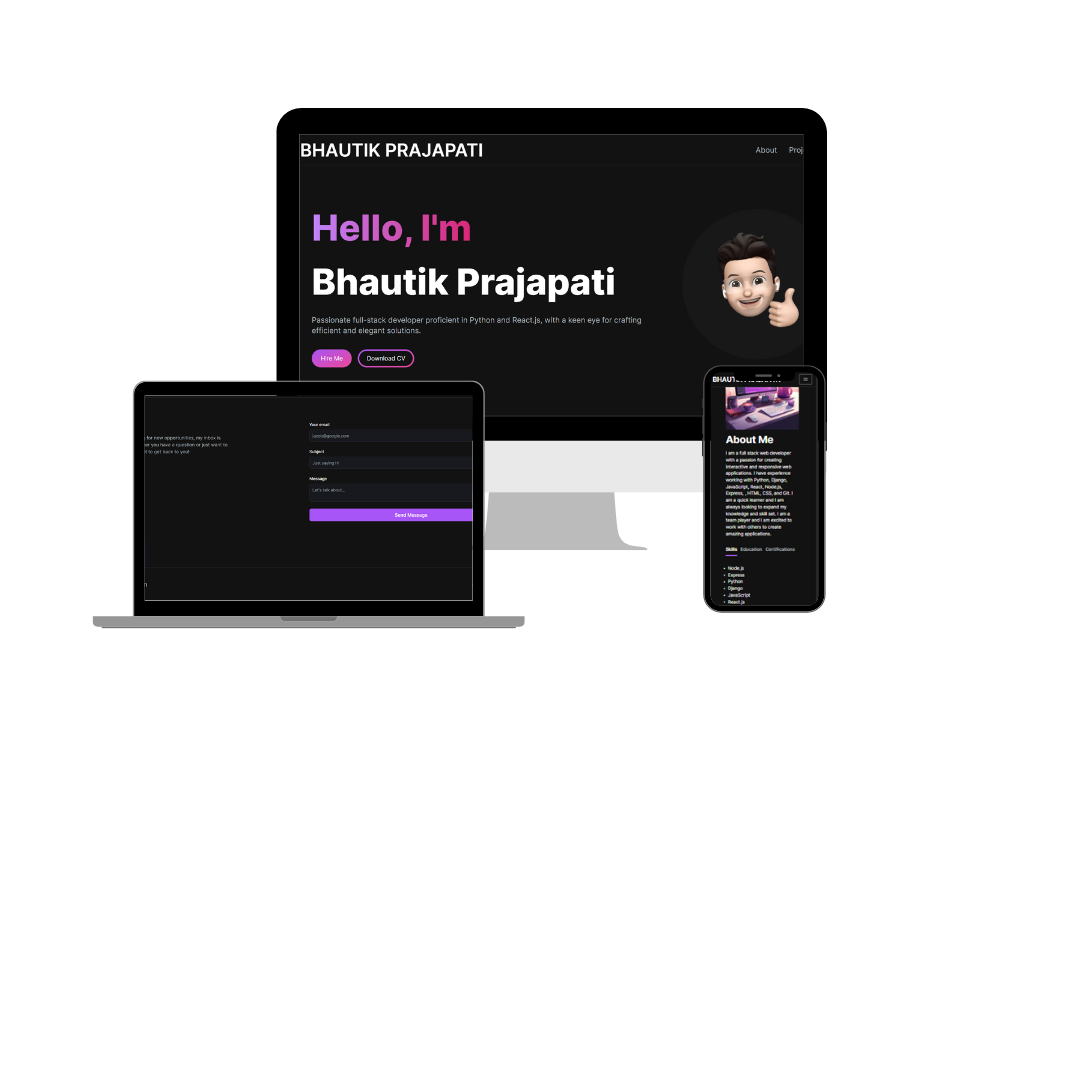 BHAUTIK PRAJAPATI
About Proj
Hello, I'm
Bhautik Prajapati
Passionate full-stack developer proficient in Python and React.js, with a keen eye for crafting
efficient and elegant solutions.
Hire Me Download CV
for new opportunities, my inbox is
er you have a question or just want to
t to get back to you!
Your email
jacob@google.com
Subject
Just saying hi
Message
Let's talk about...
Send Message
About Me
I am a full stack web developer
with a passion for creating
interactive and responsive web
applications. I have experience
working with Python, Django,
JavaScript, React, Node.js,
Express, , HTML, CSS, and Git. I
am a quick learner and I am
always looking to expand my
knowledge and skill set. I am a
team player and I am excited to
work with others to create
amazing applications.
Skills Education Certifications
Node.js
Express
Python
Django
JavaScript
React.js